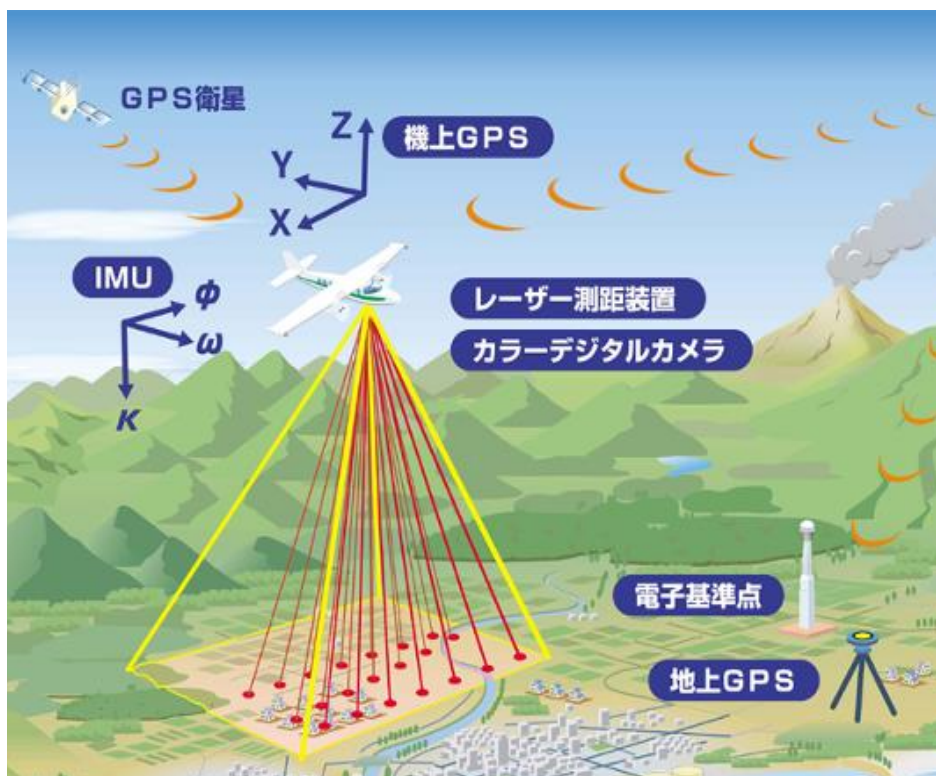 GPS衛星
Z
機上GPS
Y
X
IMU
φ
ω
κ
レーザー測距装置
カラーデジタルカメラ
電子基準点
地上GPS